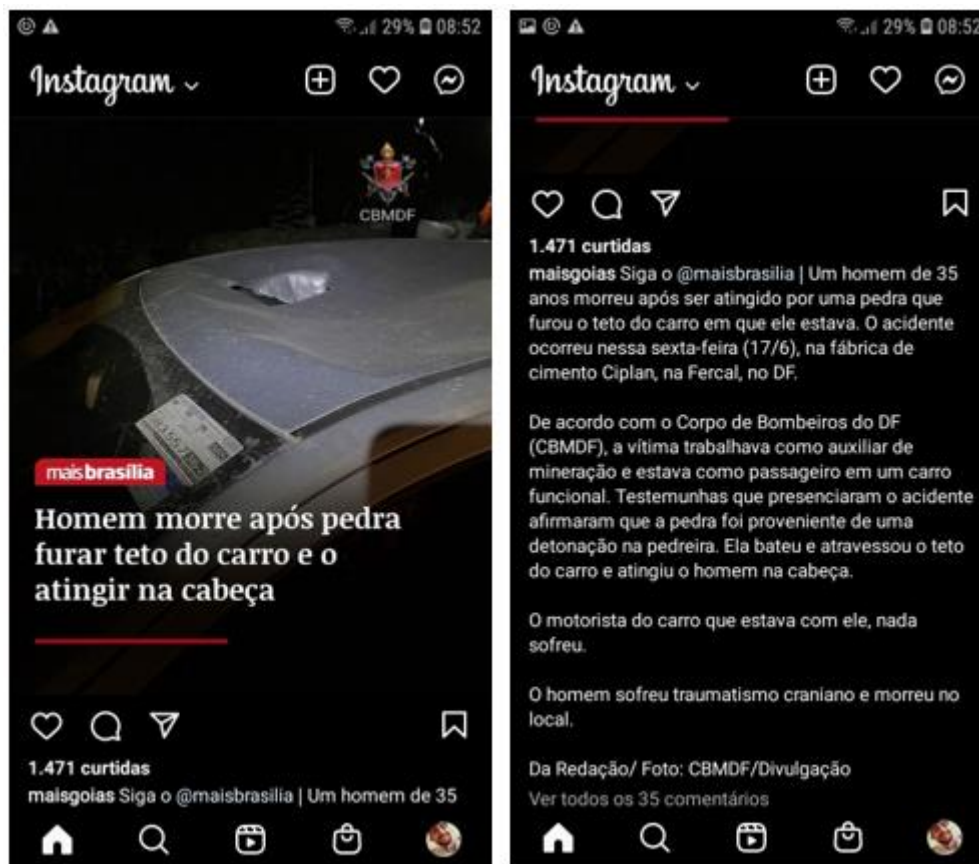 29% 08:52
Instagram
CBMDF
maisbrasília
Homem morre após pedra
furar teto do carro e o
atingir na cabeça
1.471 curtidas
maisgoias Siga o @maisbrasilia | Um homem de 35
29% 08:52
Instagram
1.471 curtidas
maisgoias Siga o @maisbrasilia | Um homem de 35
anos morreu após ser atingido por uma pedra que
furou o teto do carro em que ele estava. O acidente
ocorreu nessa sexta-feira (17/6), na fábrica de
cimento Ciplan, na Fercal, no DF.
De acordo com o Corpo de Bombeiros do DF
(CBMDF), a vítima trabalhava como auxiliar de
mineração e estava como passageiro em um carro
funcional. Testemunhas que presenciaram o acidente
afirmaram que a pedra foi proveniente de uma
detonação na pedreira. Ela bateu e atravessou o teto
do carro e atingiu o homem na cabeça.
O motorista do carro que estava com ele, nada
sofreu.
O homem sofreu traumatismo craniano e morreu no
local.
Da Redação/ Foto: CBMDF/Divulgação
Ver todos os 35 comentários